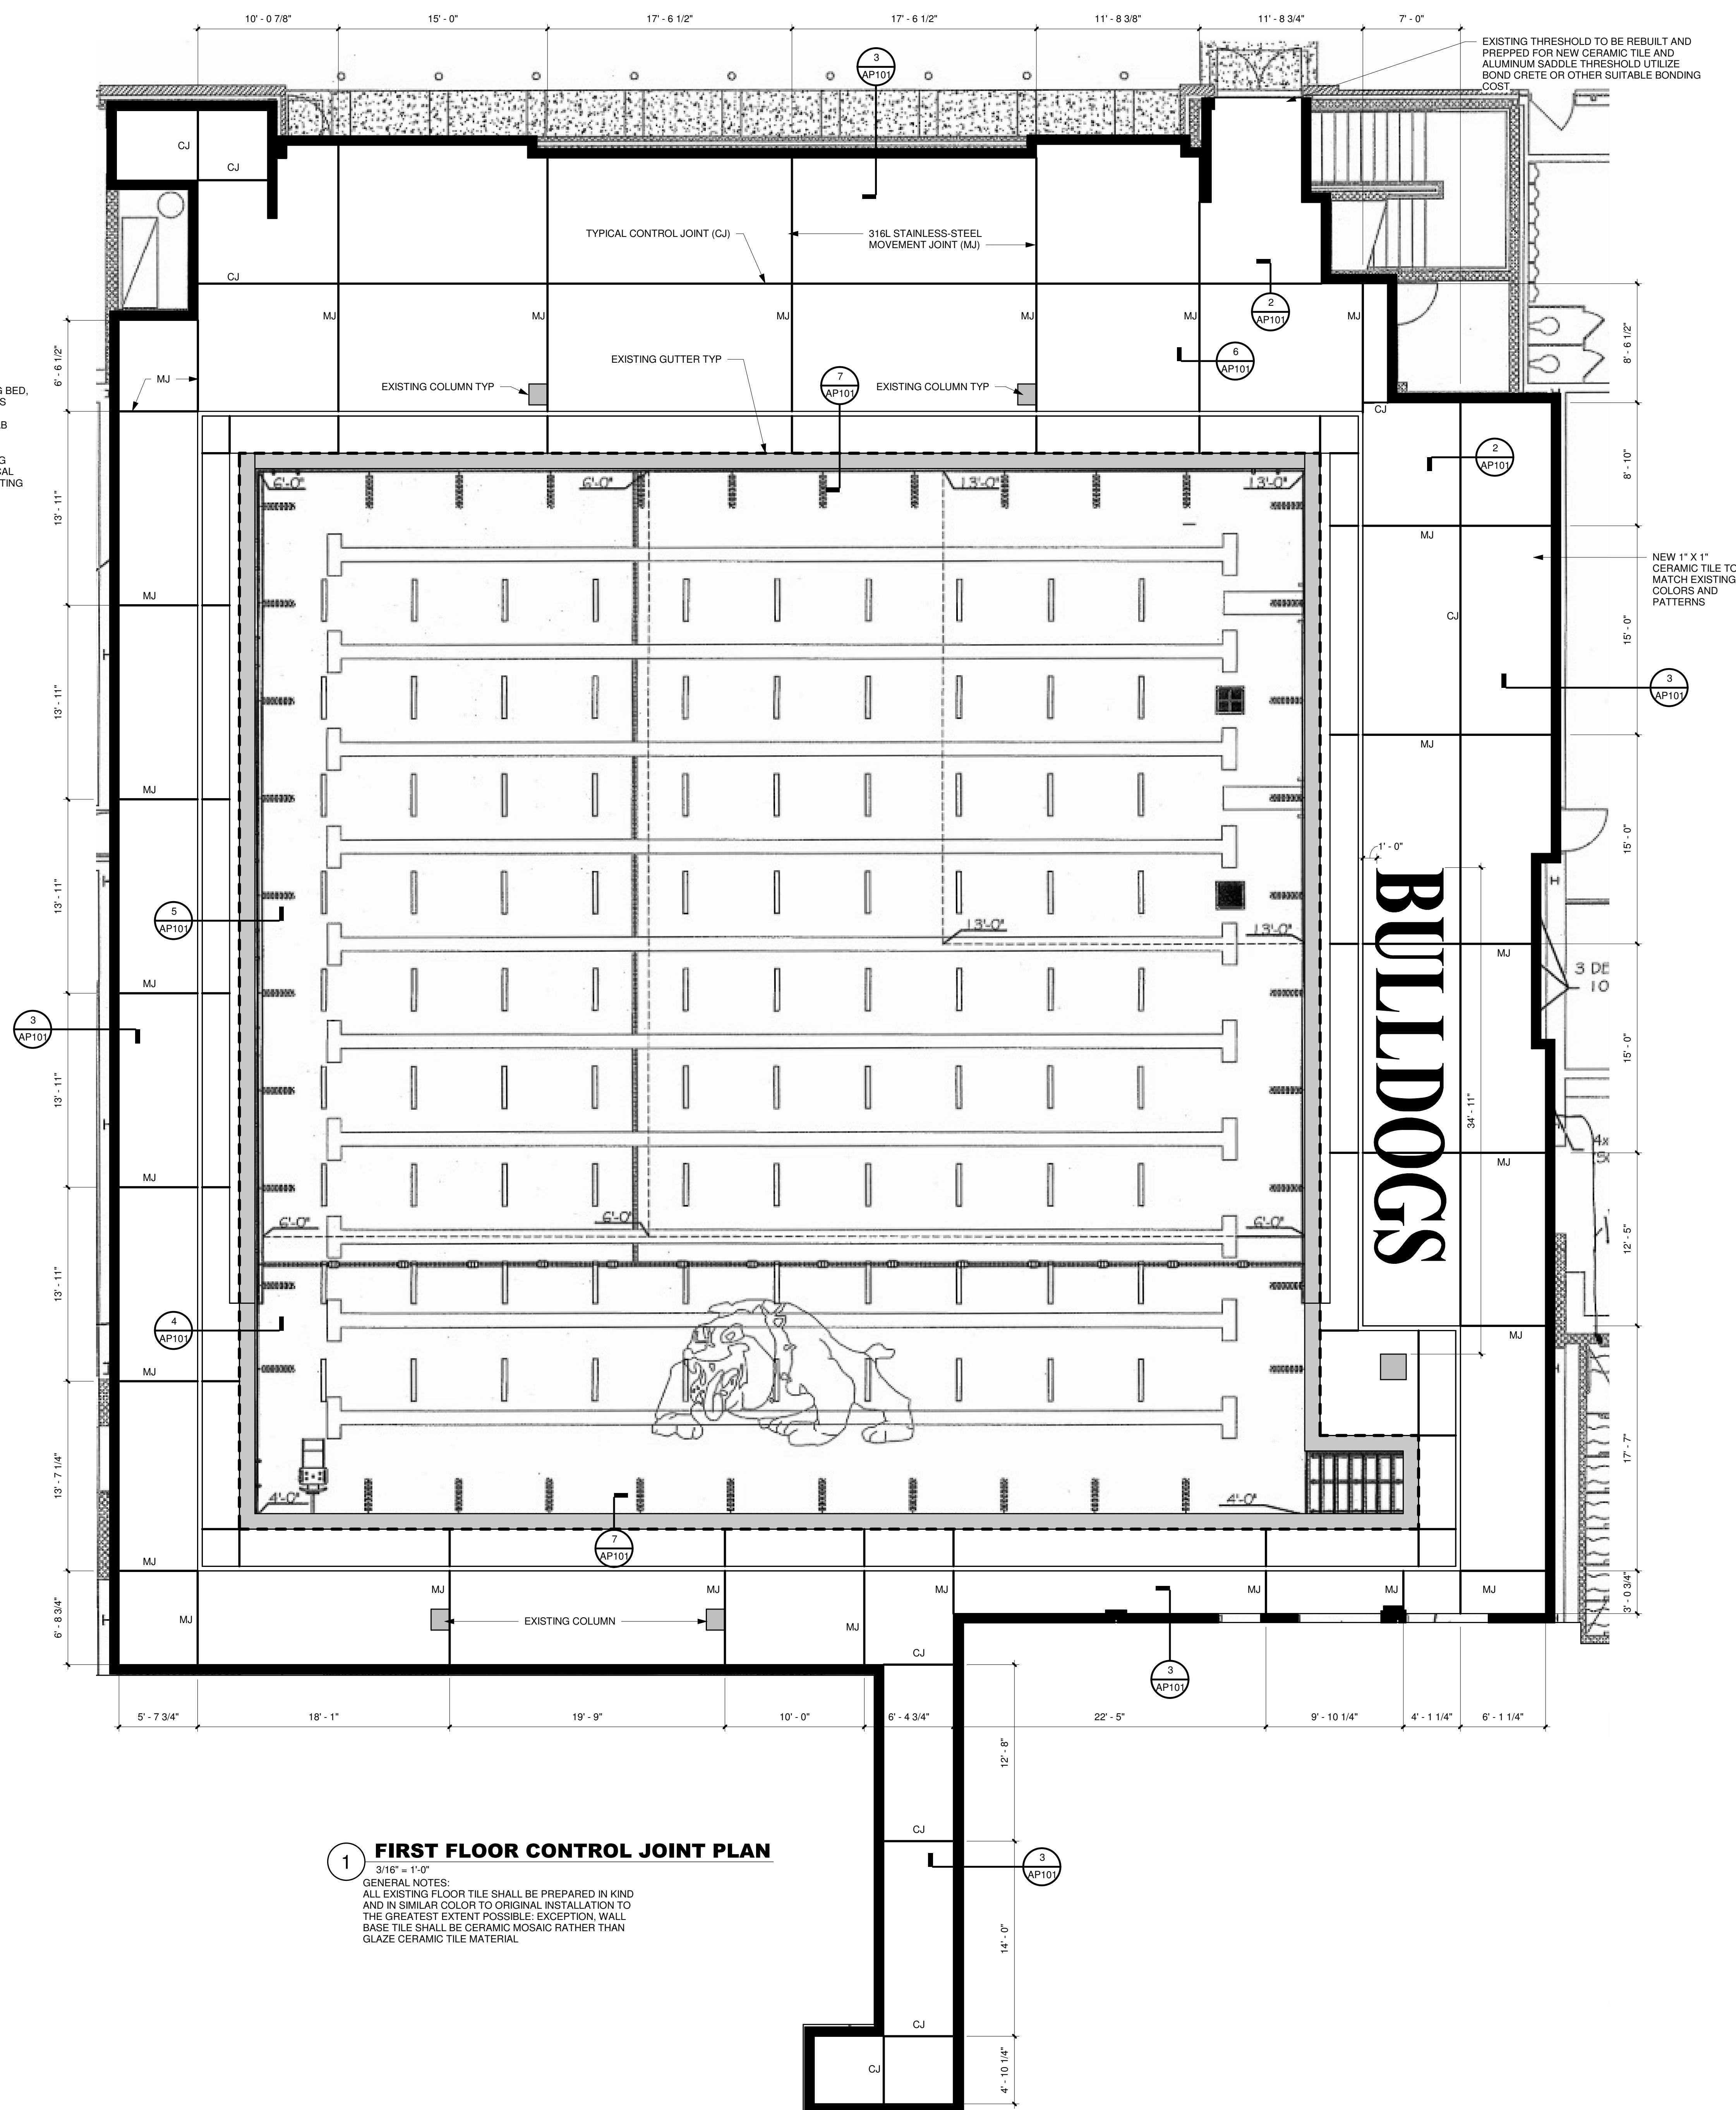 10' - 0 7/8"
15' - 0"
17' - 6 1/2"
17' - 6 1/2"
11' - 8 3/8"
11' - 8 3/4"
7' - 0"
EXISTING THRESHOLD TO BE REBUILT AND
PREPPED FOR NEW CERAMIC TILE AND
ALUMINUM SADDLE THRESHOLD UTILIZE
BOND CRETE OR OTHER SUITABLE BONDING
COST
3
AP101
CJ
CJ
TYPICAL CONTROL JOINT (CJ)
316L STAINLESS-STEEL
MOVEMENT JOINT (MJ)
CJ
MJ
MJ
MJ
MJ
MJ
2
AP101
6' - 6 1/2"
8' - 6 1/2"
MJ
EXISTING GUTTER TYP
6
AP101
EXISTING COLUMN TYP
7
AP101
EXISTING COLUMN TYP
G BED,
S
AB
G
CAL
TING
CJ
2
AP101
8' - 10"
6'-0"
6'-0"
13'-0"
13'-0"
13' - 11"
MJ
NEW 1" X 1"
CERAMIC TILE TO
MATCH EXISTING
COLORS AND
PATTERNS
MJ
CJ
15' - 0"
3
AP101
13' - 11"
MJ
MJ
15' - 0"
1' - 0"
BULLDOGS
13' - 11"
5
AP101
13'-0"
13'-0"
MJ
3 DE
10
MJ
3
AP101
15' - 0"
13' - 11"
34' - 11"
4x
MJ
MJ
6'-0"
6'-0"
6'-0"
12' - 5"
13' - 11"
4
AP101
MJ
MJ
17' - 7"
13' - 7 1/4"
4'-0"
4'-0"
7
AP101
MJ
MJ
MJ
MJ
MJ
MJ
MJ
3' - 0 3/4"
6' - 8 3/4"
MJ
EXISTING COLUMN
MJ
CJ
3
AP101
5' - 7 3/4"
18' - 1"
19' - 9"
10' - 0"
6' - 4 3/4"
22' - 5"
9' - 10 1/4"
4' - 1 1/4"
6' - 1 1/4"
12' - 8"
CJ
3
AP101
1
FIRST FLOOR CONTROL JOINT PLAN
3/16" = 1'-0"
GENERAL NOTES:
ALL EXISTING FLOOR TILE SHALL BE PREPARED IN KIND
AND IN SIMILAR COLOR TO ORIGINAL INSTALLATION TO
THE GREATEST EXTENT POSSIBLE: EXCEPTION, WALL
BASE TILE SHALL BE CERAMIC MOSAIC RATHER THAN
GLAZE CERAMIC TILE MATERIAL
14' - 0"
CJ
CJ
4' - 10 1/4"